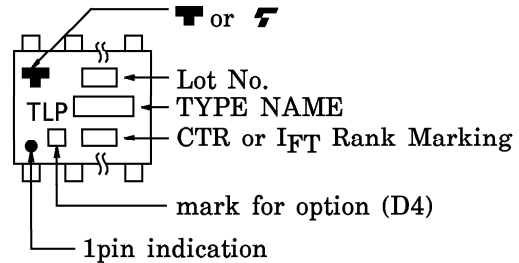 or
Lot No.
TLP
TYPE NAME
CTR or IFT Rank Marking
mark for option (D4)
1pin indication